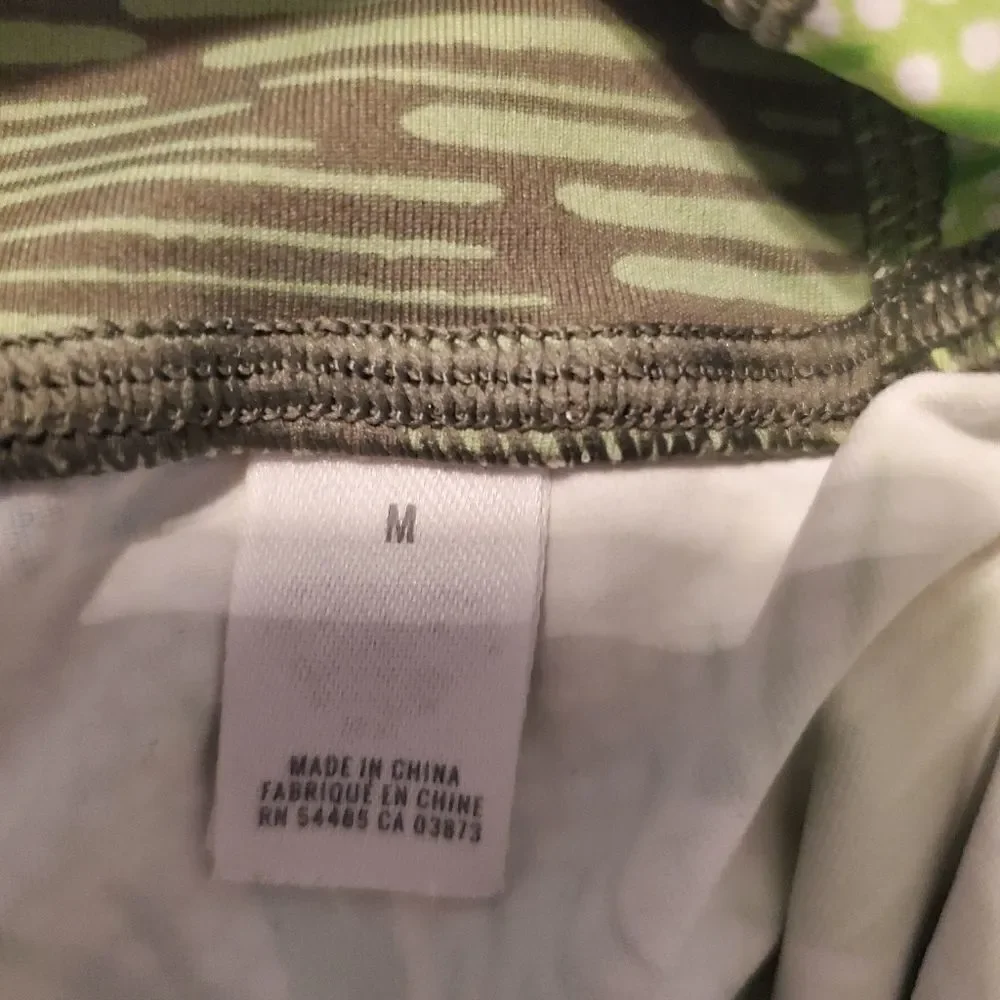 M
MADE IN CHINA
FABRIQUÉ EN CHINE
RN 54485 CA 03873